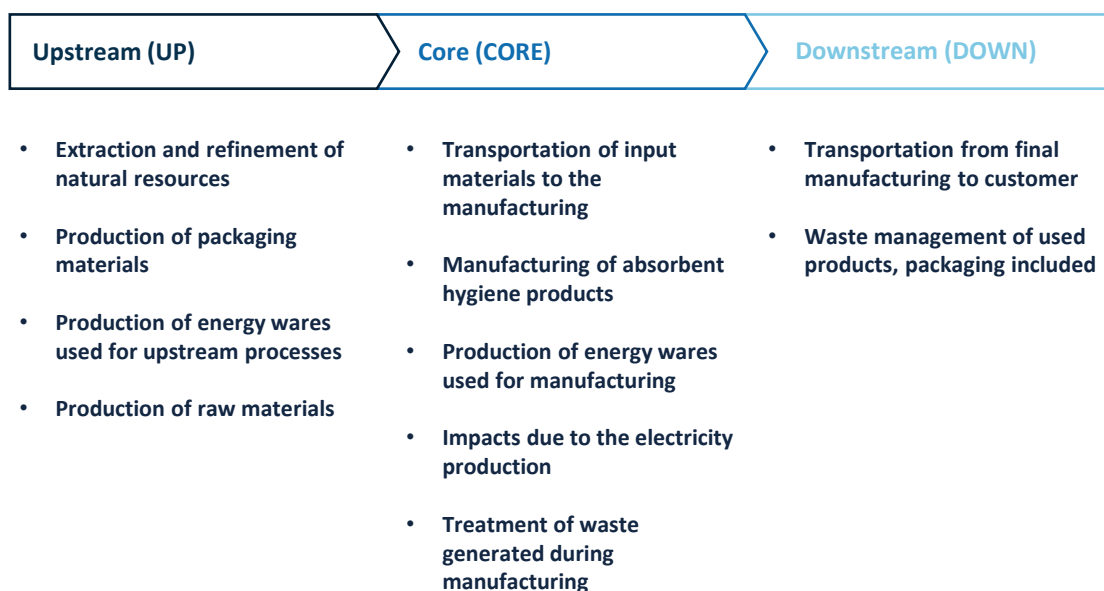 Upstream (UP)
Core (CORE)
Downstream (DOWN)
• Extraction and refinement of
natural resources
• Production of packaging
materials
• Production of energy wares
used for upstream processes
• Production of raw materials
• Transportation of input
materials to the
manufacturing
• Manufacturing of absorbent
hygiene products
• Production of energy wares
used for manufacturing
• Impacts due to the electricity
production
• Treatment of waste
generated during
manufacturing
• Transportation from final
manufacturing to customer
• Waste management of used
products, packaging included